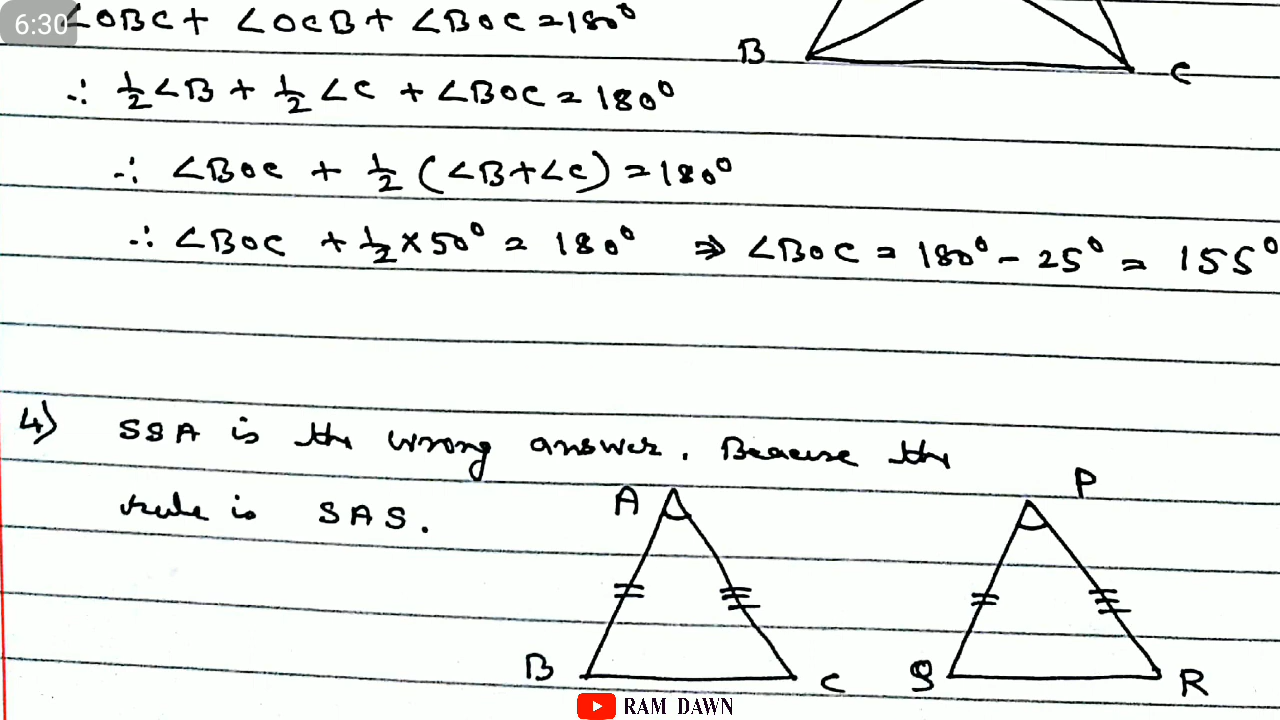 6:30
∠OBC + ∠OCB + ∠BOC = 180°
B
C
∴ ½∠B + ½∠C + ∠BOC = 180°
∴ ∠BOC + ½ (∠B+∠C) = 180°
∴ ∠BOC + ½ × 50° = 180° ⇒ ∠BOC = 180° - 25° = 155°
4) SSA is the wrong answer. Because the
rule is SAS.
A
P
B
C
Q
R
RAM DAWN